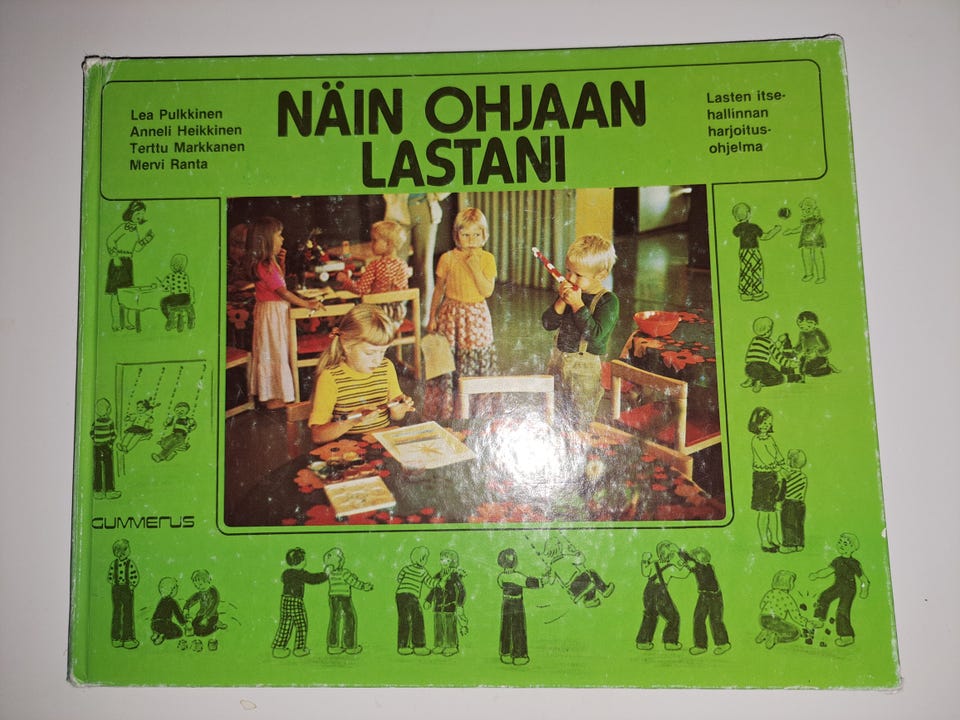 Lea Pulkkinen
Anneli Heikkinen
Terttu Markkanen
Mervi Ranta
NÄIN OHJAAN
LASTANI
Lasten itse-
hallinnan
harjoitus-
ohjelma
GUMMERUS